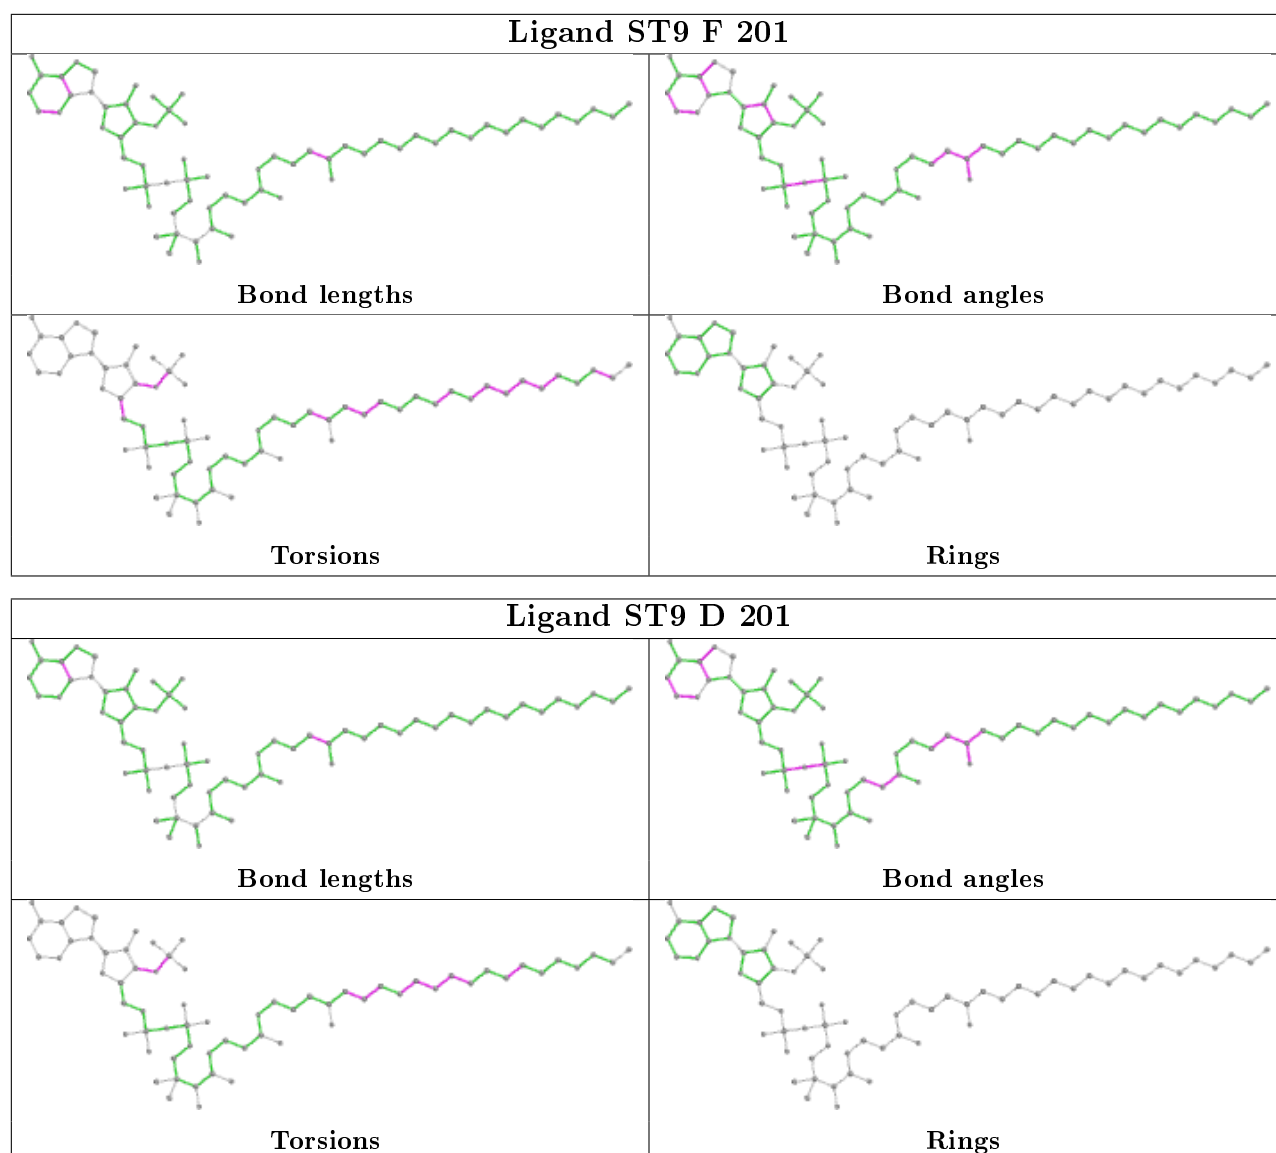 Ligand ST9 F 201
Bond lengths
Bond angles
Torsions
Rings
Ligand ST9 D 201
Bond lengths
Bond angles
Torsions
Rings